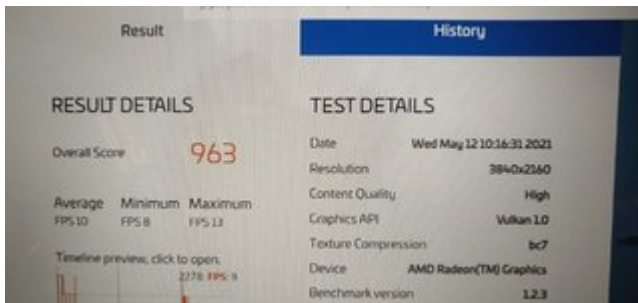 Result
History
RESULT DETAILS
Overall Score
963
Average Minimum Maximum
FPS 10 FPS 8 FPS 13
Timeline preview, click to open:
2278: FPS: 9
TEST DETAILS
Date Wed May 12 10:16:31 2021
Resolution 3840x2160
Content Quality High
Graphics API Vulkan 1.0
Texture Compression bc7
Device AMD Radeon(TM) Graphics
Benchmark version 1.2.3